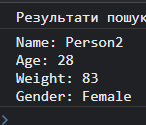 Результати пошук
Name: Person2
Age: 28
Weight: 83
Gender: Female